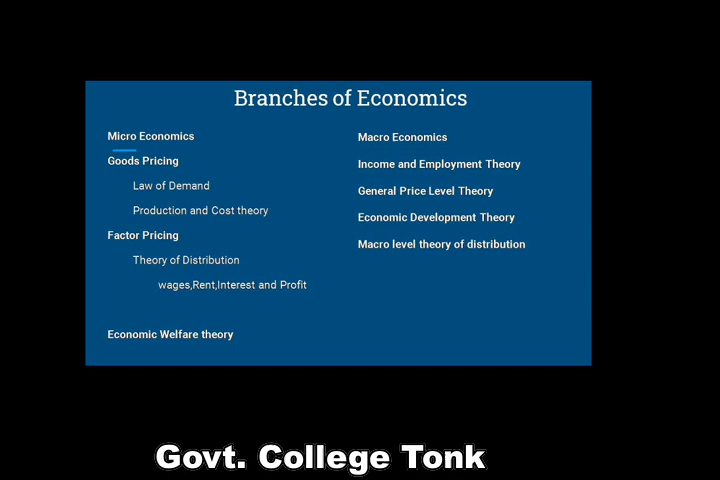 Branches of Economics
Micro Economics
Goods Pricing
Law of Demand
Production and Cost theory
Factor Pricing
Theory of Distribution
wages,Rent,Interest and Profit
Economic Welfare theory
Macro Economics
Income and Employment Theory
General Price Level Theory
Economic Development Theory
Macro level theory of distribution
Govt. College Tonk